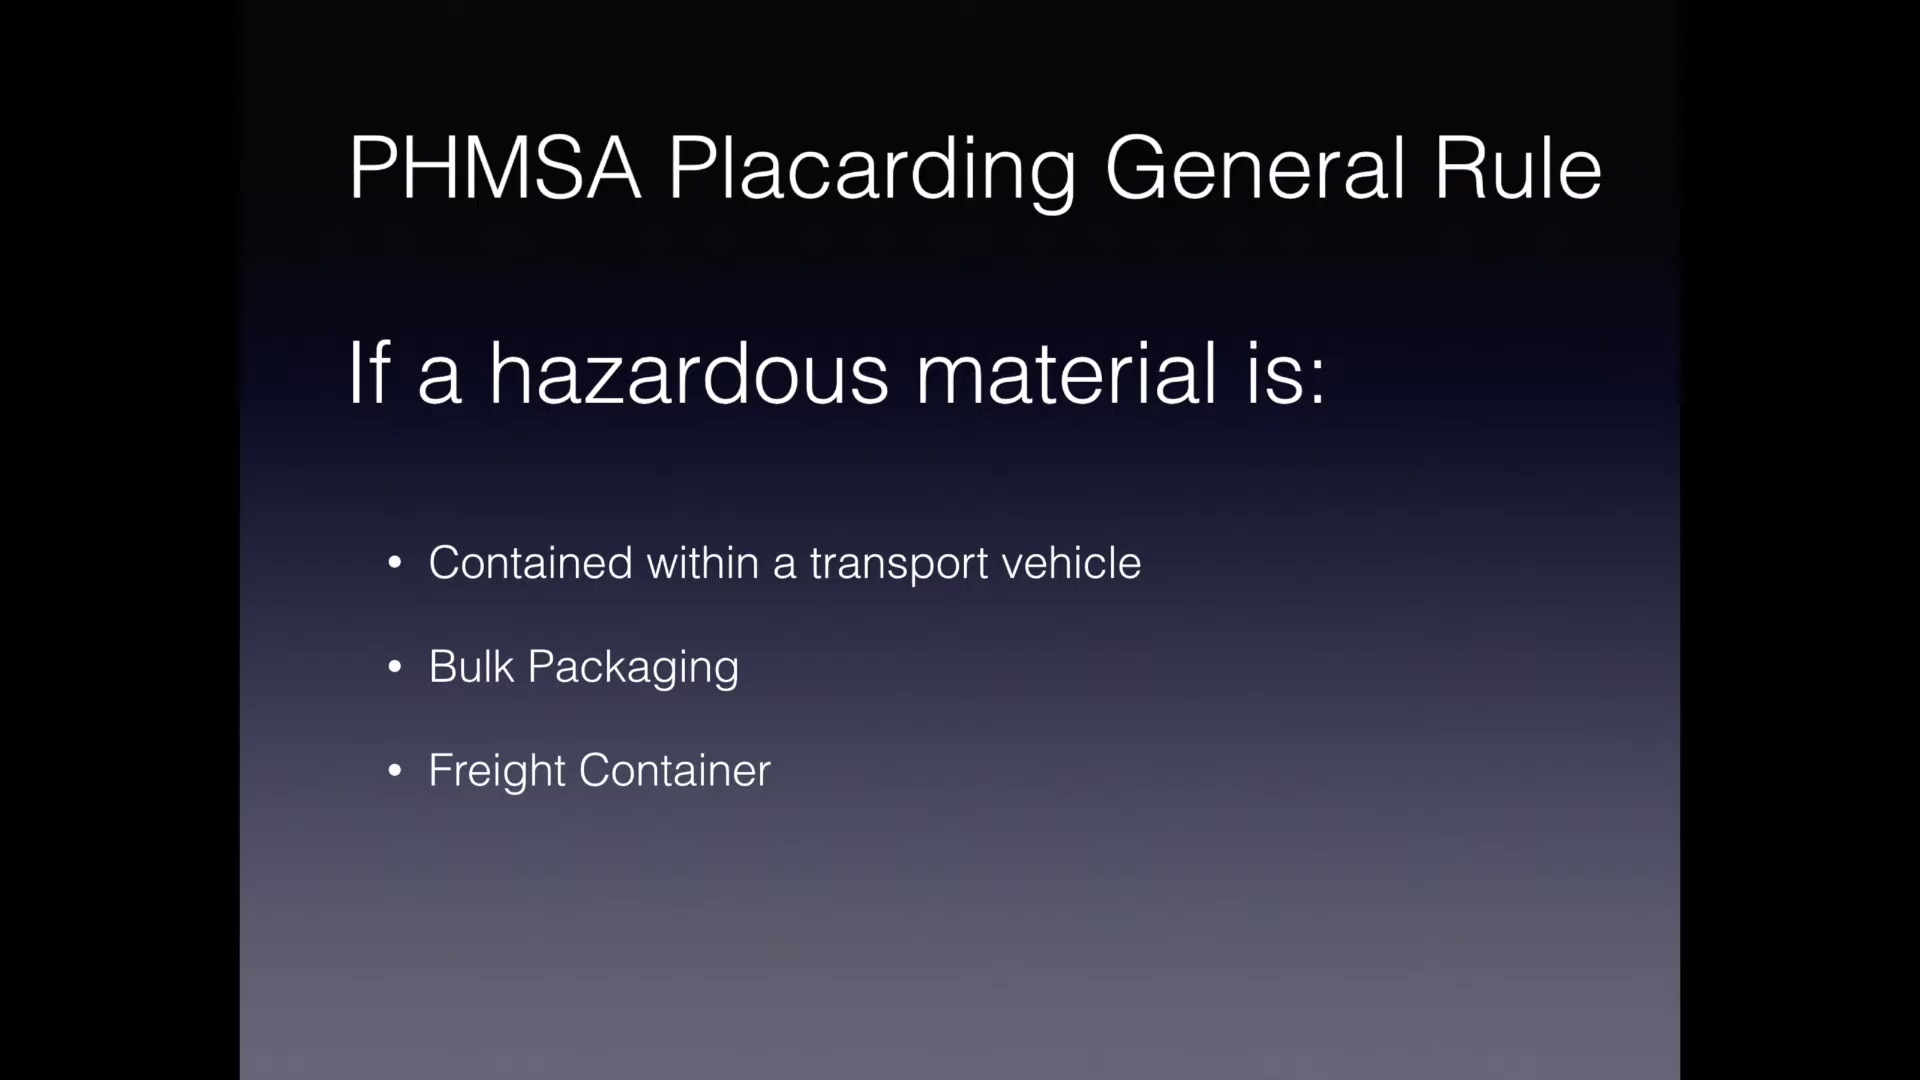 PHMSA Placarding General Rule
If a hazardous material is:
• Contained within a transport vehicle
• Bulk Packaging
• Freight Container